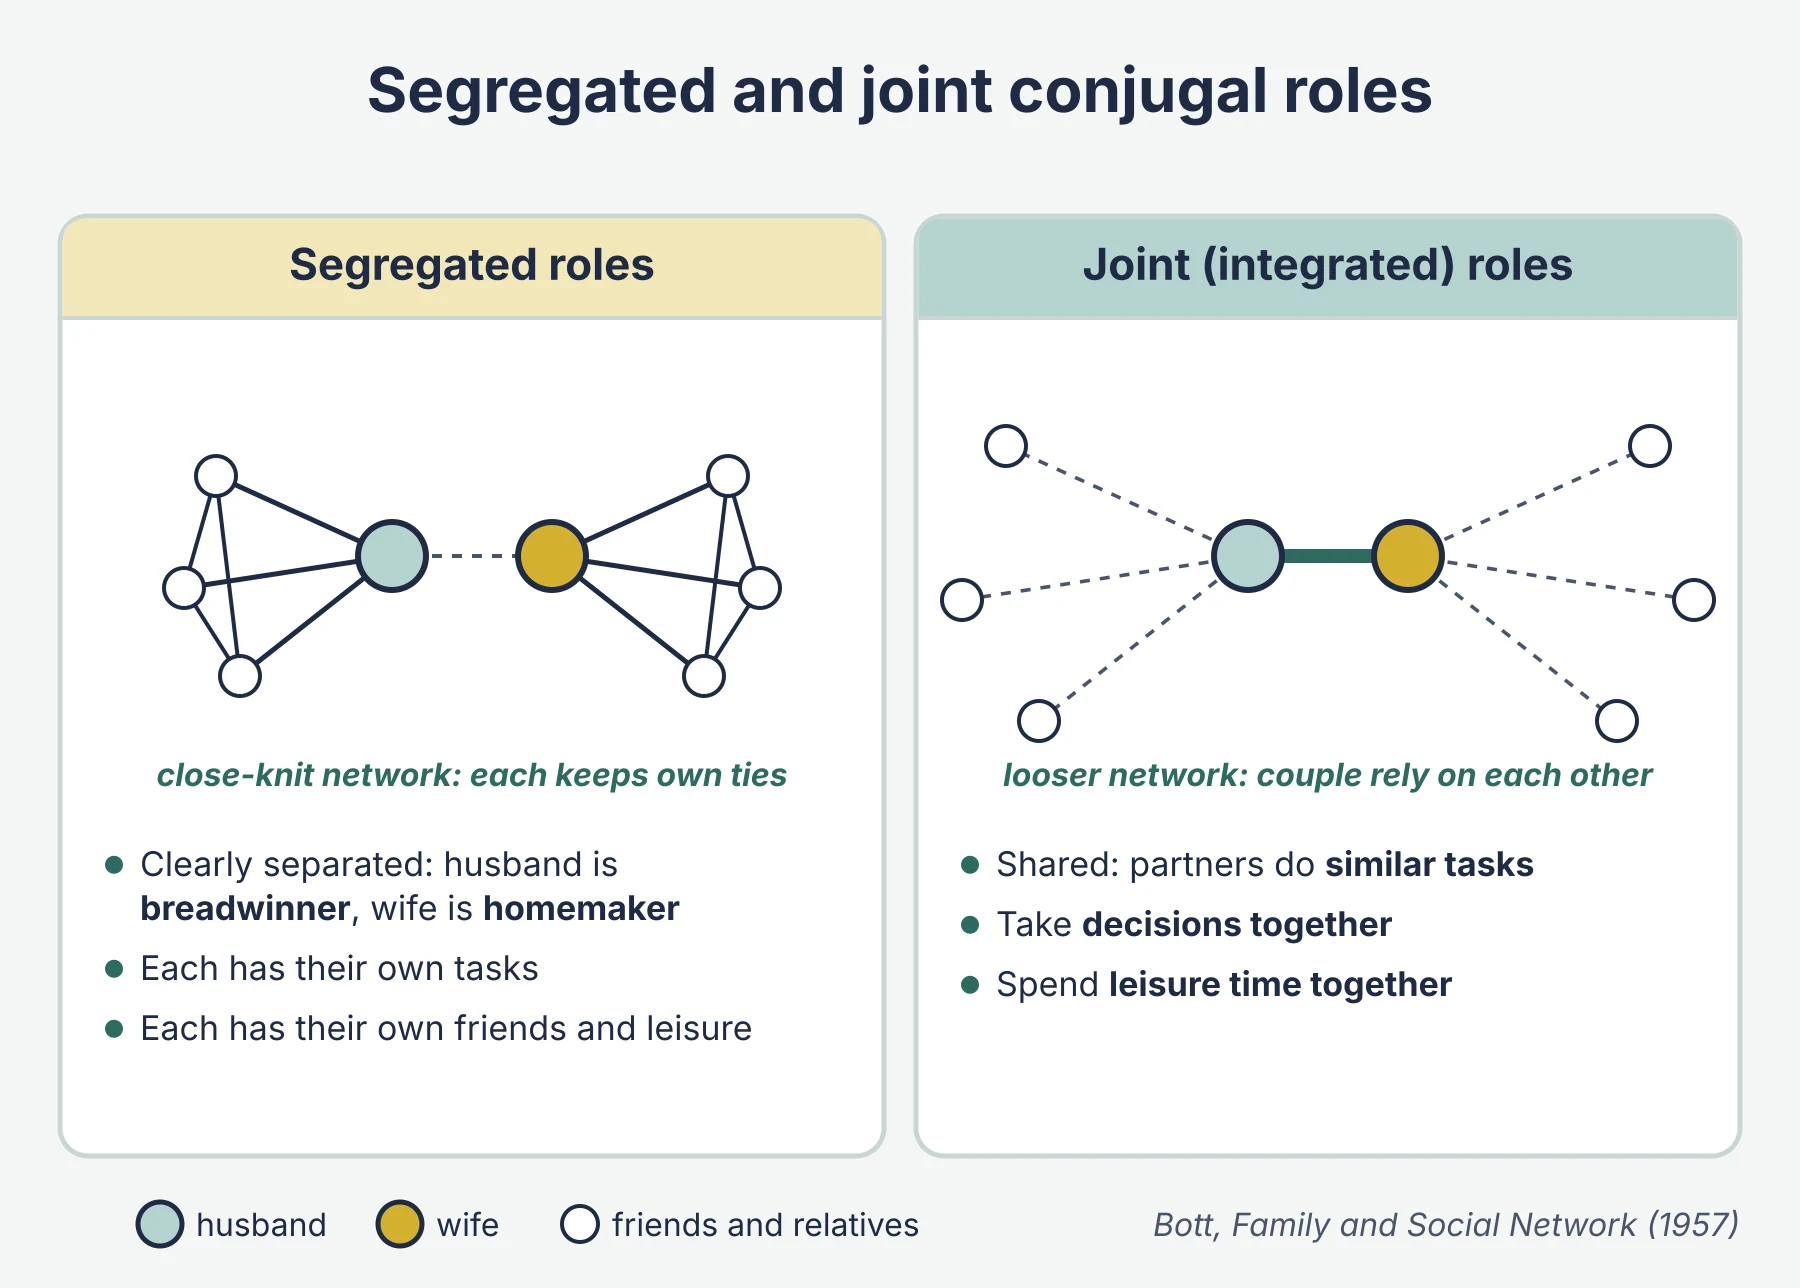 Segregated and joint conjugal roles
Segregated roles
close-knit network: each keeps own ties
Clearly separated: husband is
breadwinner, wife is homemaker
Each has their own tasks
Each has their own friends and leisure
Joint (integrated) roles
looser network: couple rely on each other
Shared: partners do similar tasks
Take decisions together
Spend leisure time together
husband
wife
friends and relatives
Bott, Family and Social Network (1957)